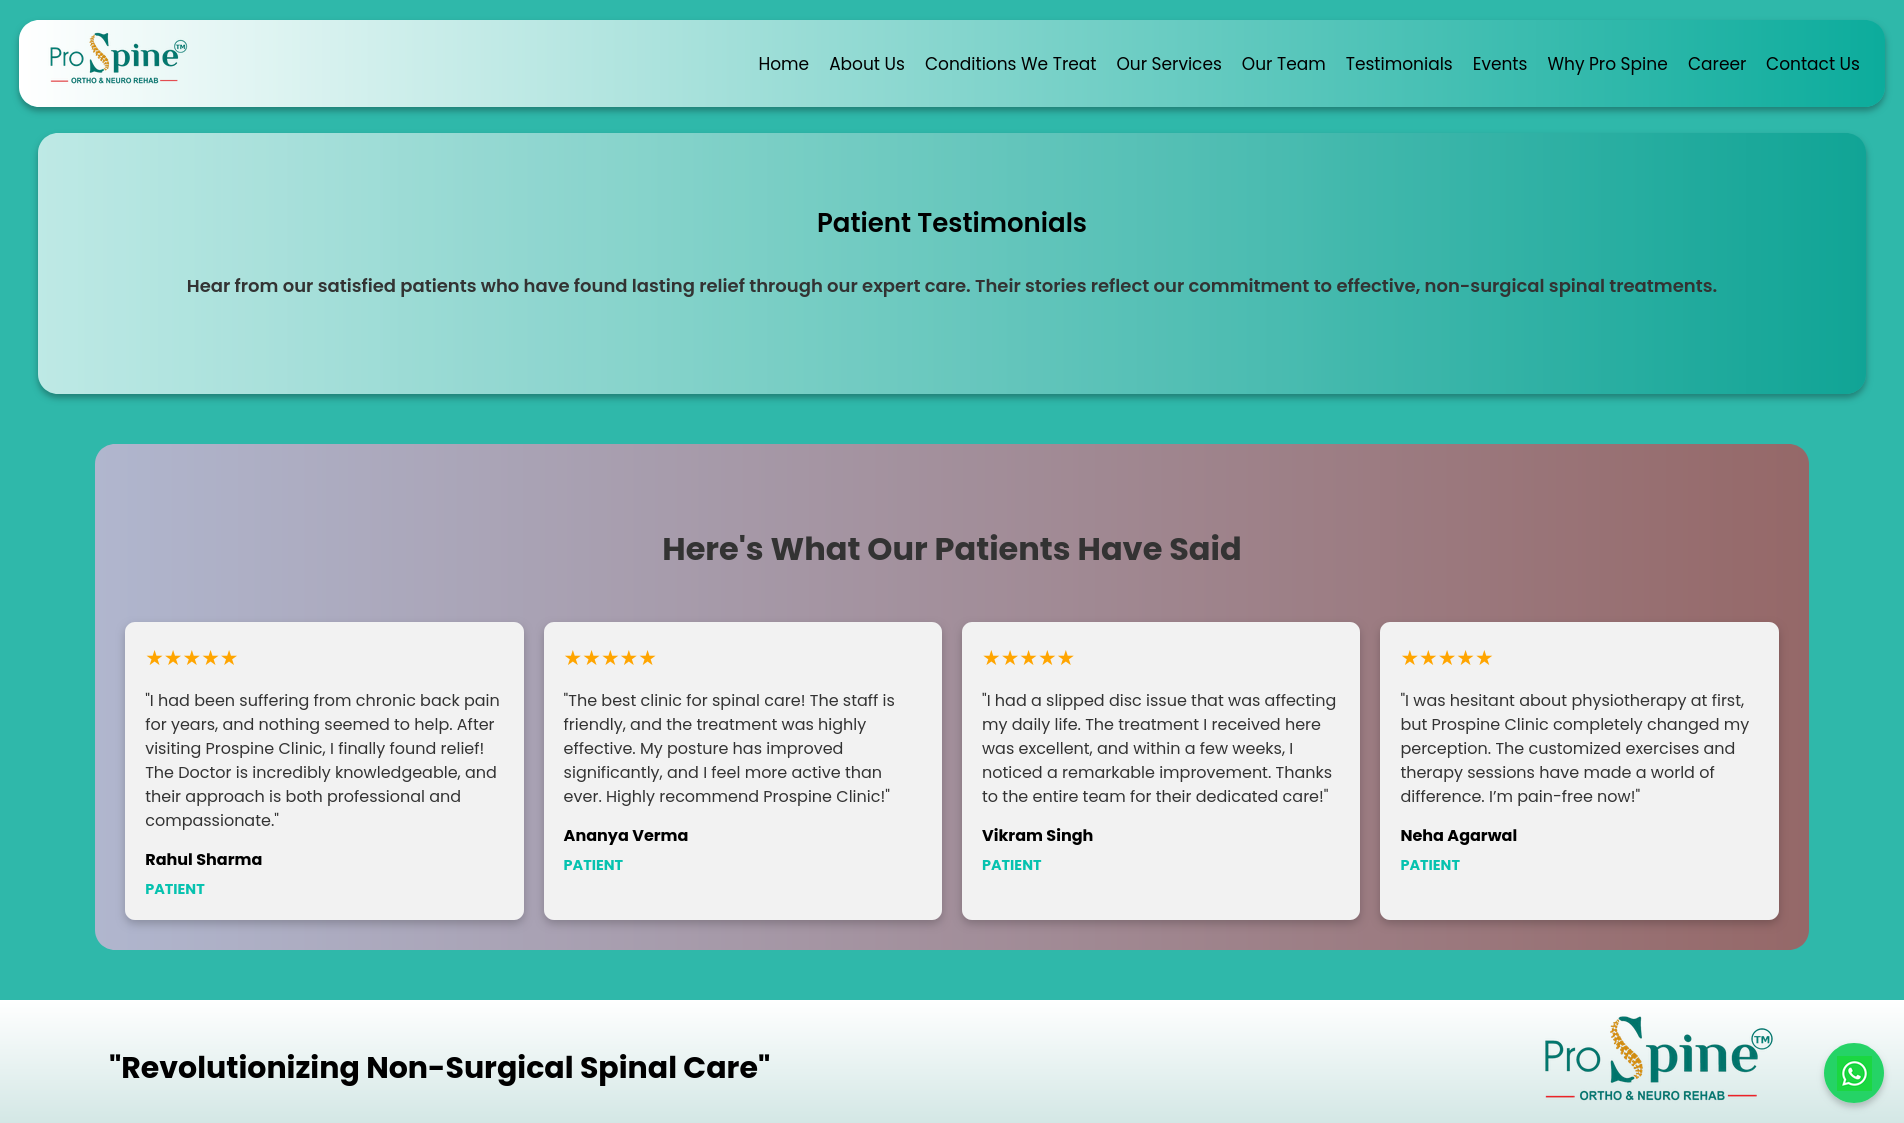 Pro Spine™
ORTHO & NEURO REHAB
Home About Us Conditions We Treat Our Services Our Team Testimonials Events Why Pro Spine Career Contact Us
Patient Testimonials
Hear from our satisfied patients who have found lasting relief through our expert care. Their stories reflect our commitment to effective, non-surgical spinal treatments.
Here's What Our Patients Have Said
★★★★★
"I had been suffering from chronic back pain
for years, and nothing seemed to help. After
visiting Prospine Clinic, I finally found relief!
The Doctor is incredibly knowledgeable, and
their approach is both professional and
compassionate."
Rahul Sharma
PATIENT
★★★★★
"The best clinic for spinal care! The staff is
friendly, and the treatment was highly
effective. My posture has improved
significantly, and I feel more active than
ever. Highly recommend Prospine Clinic!"
Ananya Verma
PATIENT
★★★★★
"I had a slipped disc issue that was affecting
my daily life. The treatment I received here
was excellent, and within a few weeks, I
noticed a remarkable improvement. Thanks
to the entire team for their dedicated care!"
Vikram Singh
PATIENT
★★★★★
"I was hesitant about physiotherapy at first,
but Prospine Clinic completely changed my
perception. The customized exercises and
therapy sessions have made a world of
difference. I’m pain-free now!"
Neha Agarwal
PATIENT
"Revolutionizing Non-Surgical Spinal Care"
Pro Spine™
ORTHO & NEURO REHAB